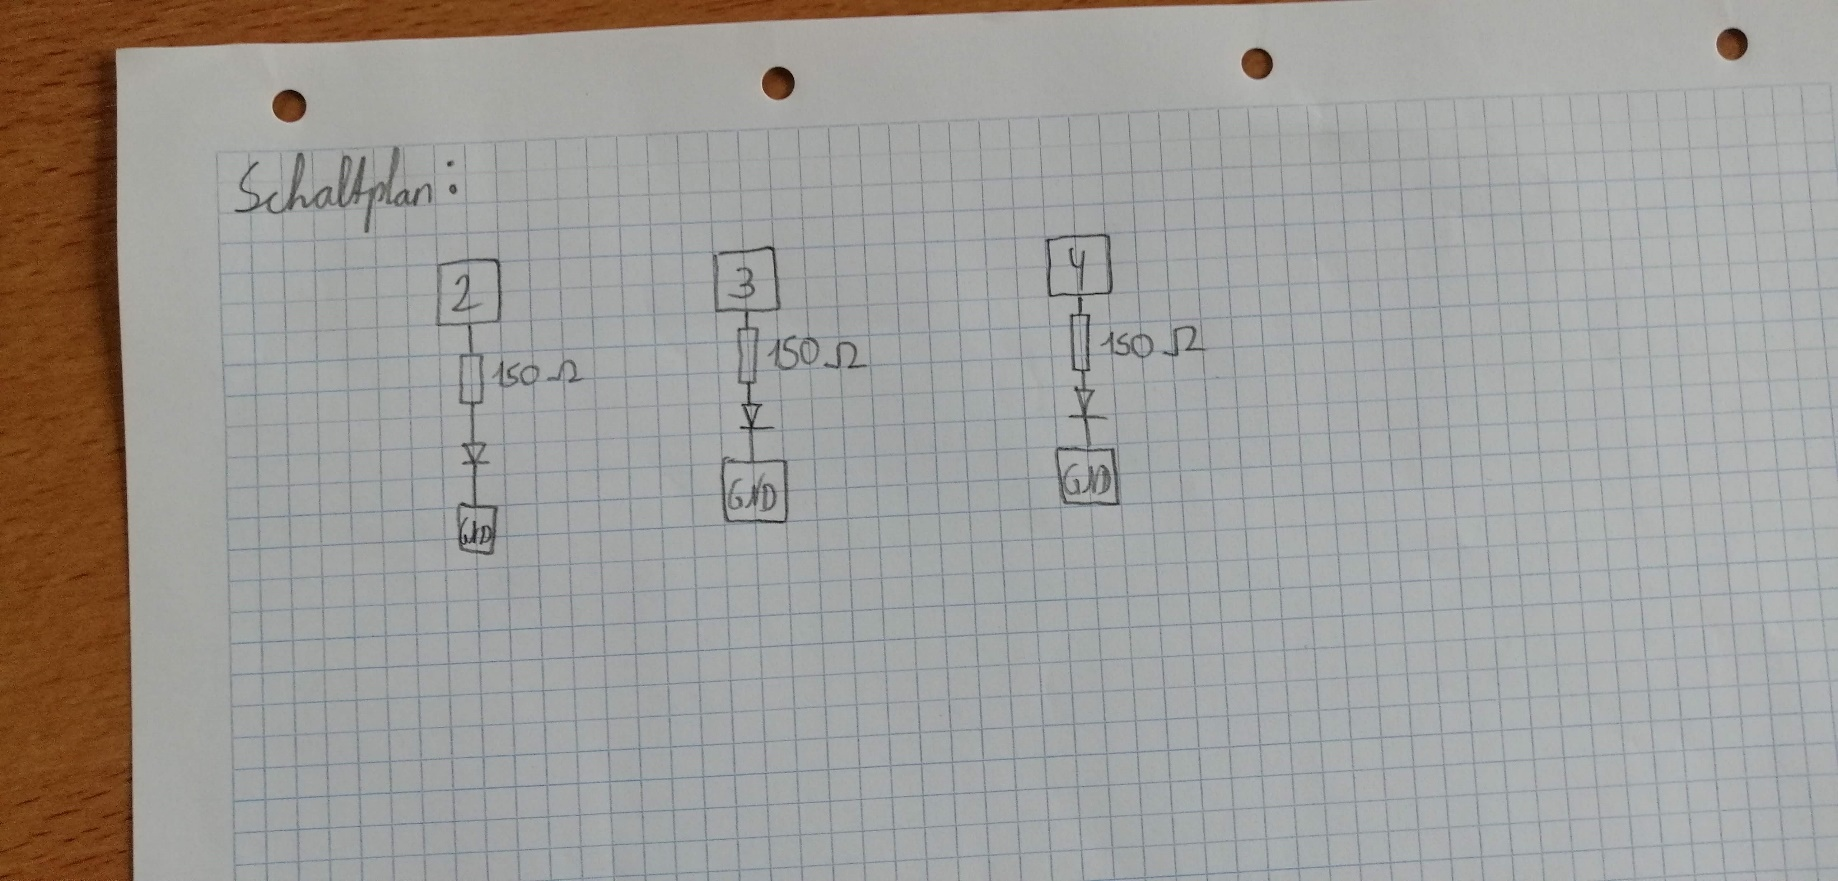 Schaltplan:
2 3 4
150 Ω 150 Ω 150 Ω
GND GND GND